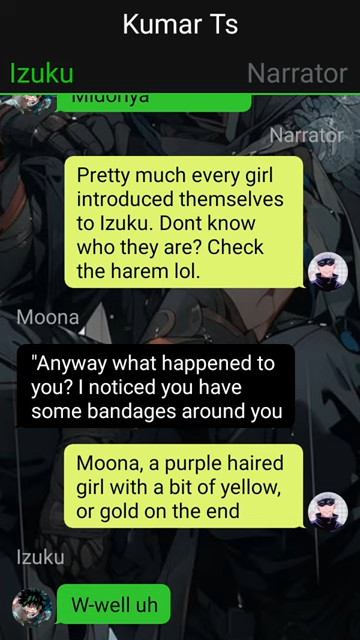 Kumar Ts
Izuku
Narrator
Midoriya
Narrator
Pretty much every girl
introduced themselves
to Izuku. Dont know
who they are? Check
the harem lol.
Moona
"Anyway what happened to
you? I noticed you have
some bandages around you
Moona, a purple haired
girl with a bit of yellow,
or gold on the end
Izuku
W-well uh